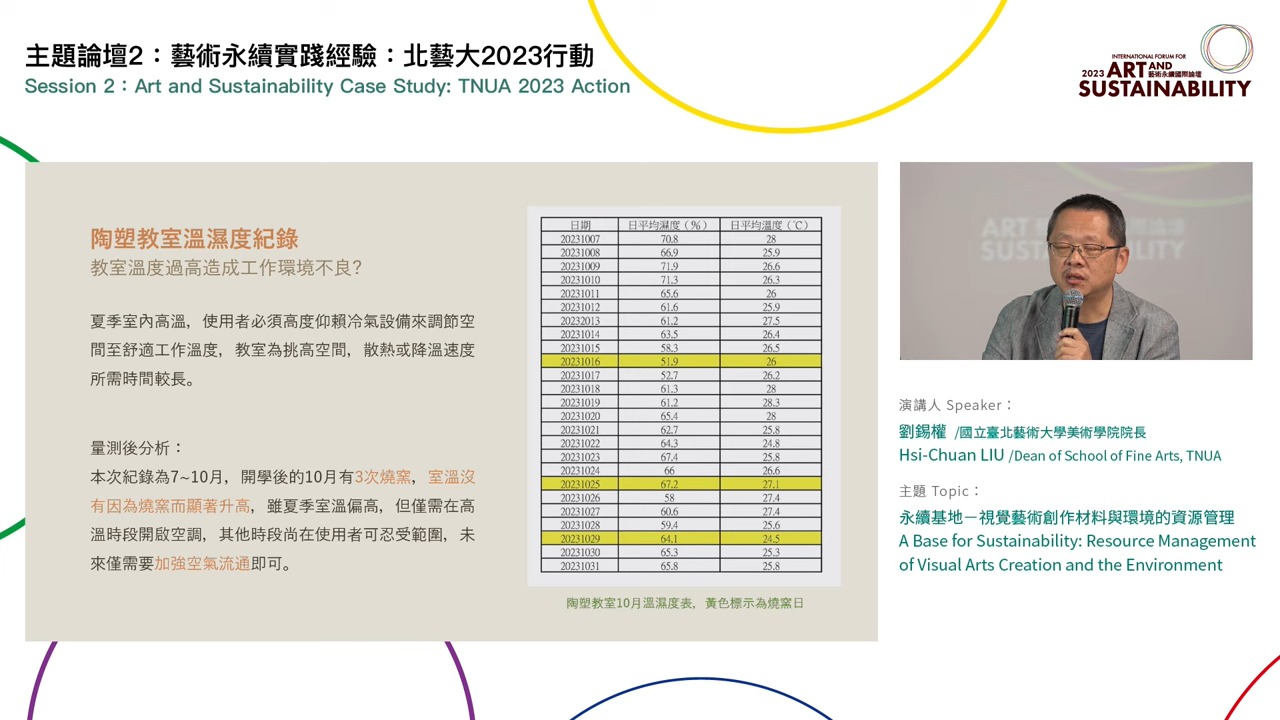 主題論壇2：藝術永續實踐經驗：北藝大2023行動
Session 2：Art and Sustainability Case Study: TNUA 2023 Action
INTERNATIONAL FORUM FOR
2023 ART AND
藝術永續國際論壇
SUSTAINABILITY
陶塑教室溫濕度紀錄
教室溫度過高造成工作環境不良？
夏季室內高溫，使用者必須高度仰賴冷氣設備來調節空
間至舒適工作溫度，教室為挑高空間，散熱或降溫速度
所需時間較長。
量測後分析：
本次紀錄為7~10月，開學後的10月有3次燒窯，室溫沒
有因為燒窯而顯著升高，雖夏季室溫偏高，但僅需在高
溫時段開啟空調，其他時段尚在使用者可忍受範圍，未
來僅需要加強空氣流通即可。
日期 日平均濕度（%） 日平均溫度（℃）
20231007 70.8 28
20231008 66.9 25.9
20231009 71.9 26.6
20231010 71.3 26.3
20231011 65.6 26
20231012 61.6 25.9
20232013 61.2 27.5
20231014 63.5 26.4
20231015 58.3 26.5
20231016 51.9 26
20231017 52.7 26.2
20231018 61.3 28
20231019 61.2 28.3
20231020 65.4 28
20231021 62.7 25.8
20231022 64.3 24.8
20231023 67.4 25.8
20231024 66 26.6
20231025 67.2 27.1
20231026 58 27.4
20231027 60.6 27.4
20231028 59.4 25.6
20231029 64.1 24.5
20231030 65.3 25.3
20231031 65.8 25.8
陶塑教室10月溫濕度表，黃色標示為燒窯日
ART
SUSTAINABILITY
演講人 Speaker：
劉錫權 /國立臺北藝術大學美術學院院長
Hsi-Chuan LIU /Dean of School of Fine Arts, TNUA
主題 Topic：
永續基地－視覺藝術創作材料與環境的資源管理
A Base for Sustainability: Resource Management
of Visual Arts Creation and the Environment